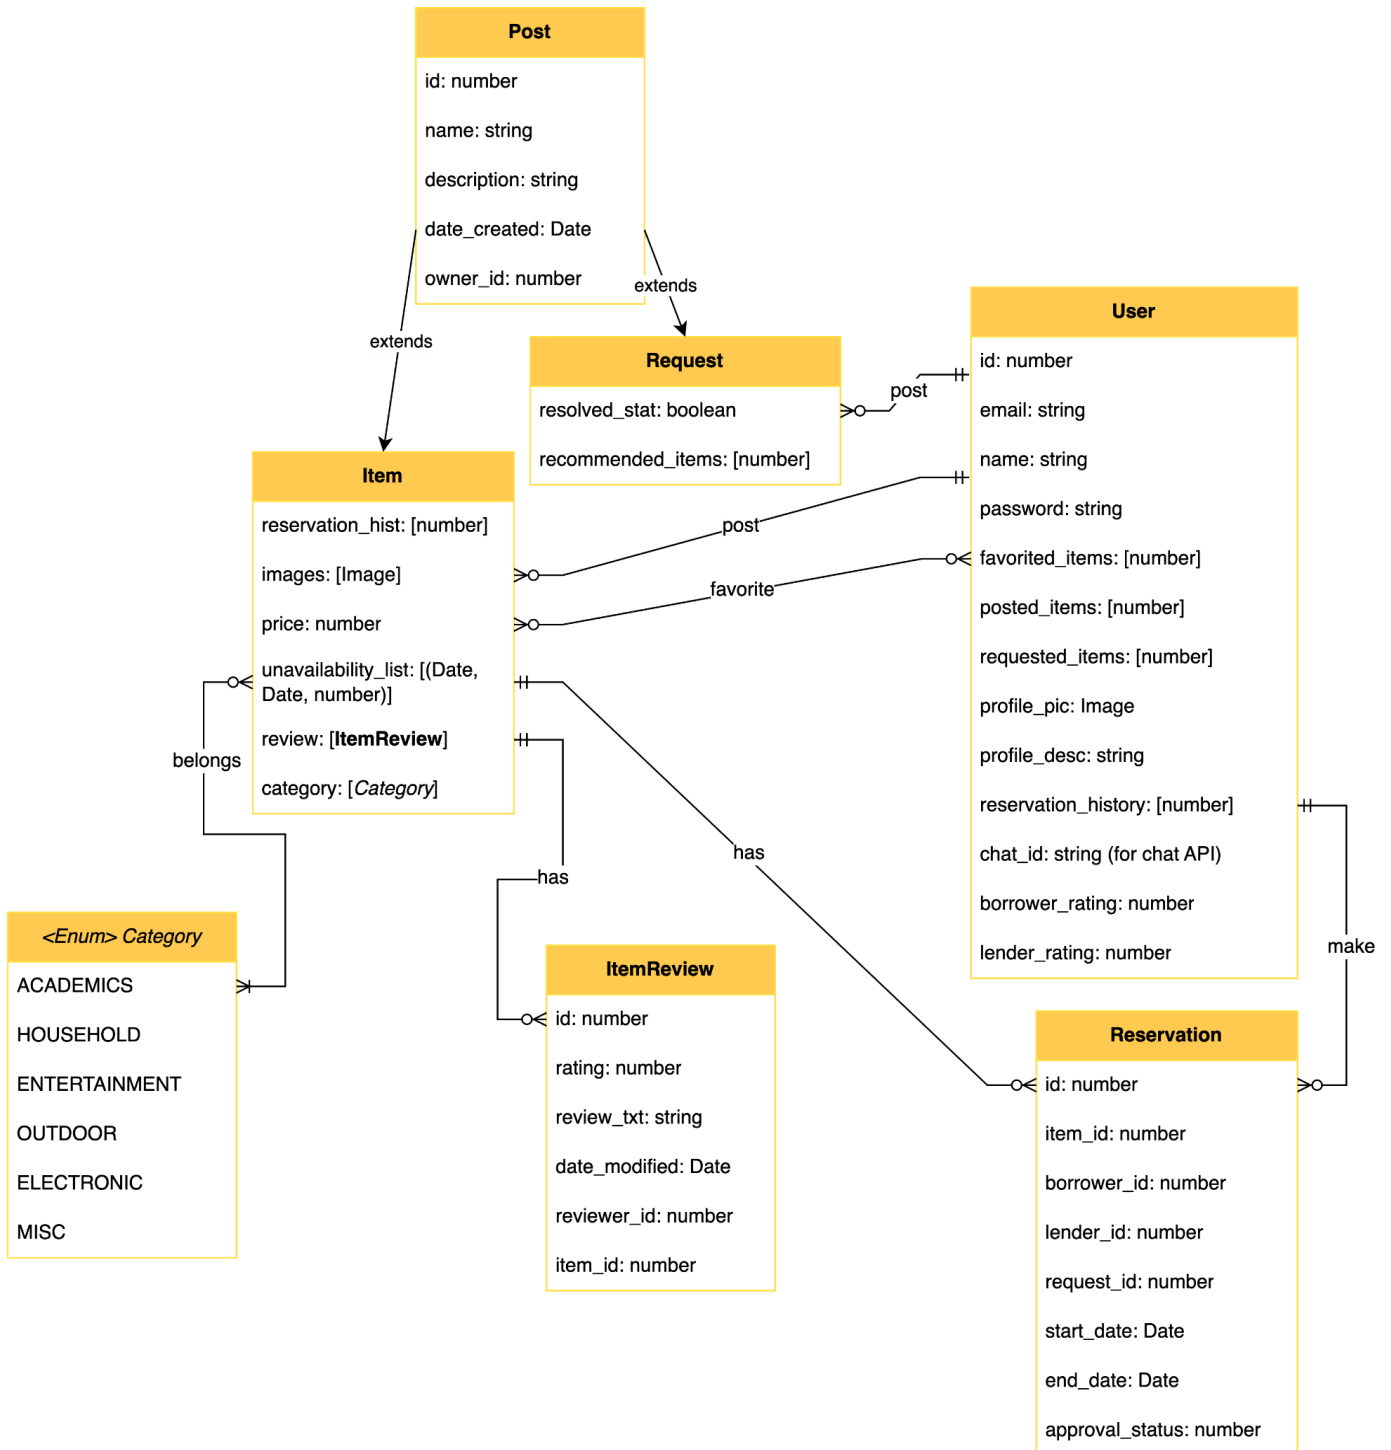 Post
id: number
name: string
description: string
date_created: Date
owner_id: number
extends
extends
Request
resolved_stat: boolean
recommended_items: [number]
post
User
id: number
email: string
name: string
password: string
favorited_items: [number]
posted_items: [number]
requested_items: [number]
profile_pic: Image
profile_desc: string
reservation_history: [number]
chat_id: string (for chat API)
borrower_rating: number
lender_rating: number
Item
reservation_hist: [number]
images: [Image]
price: number
unavailability_list: [(Date,
Date, number)]
review: [ItemReview]
category: [Category]
post
favorite
belongs
has
has
make
<Enum> Category
ACADEMICS
HOUSEHOLD
ENTERTAINMENT
OUTDOOR
ELECTRONIC
MISC
ItemReview
id: number
rating: number
review_txt: string
date_modified: Date
reviewer_id: number
item_id: number
Reservation
id: number
item_id: number
borrower_id: number
lender_id: number
request_id: number
start_date: Date
end_date: Date
approval_status: number